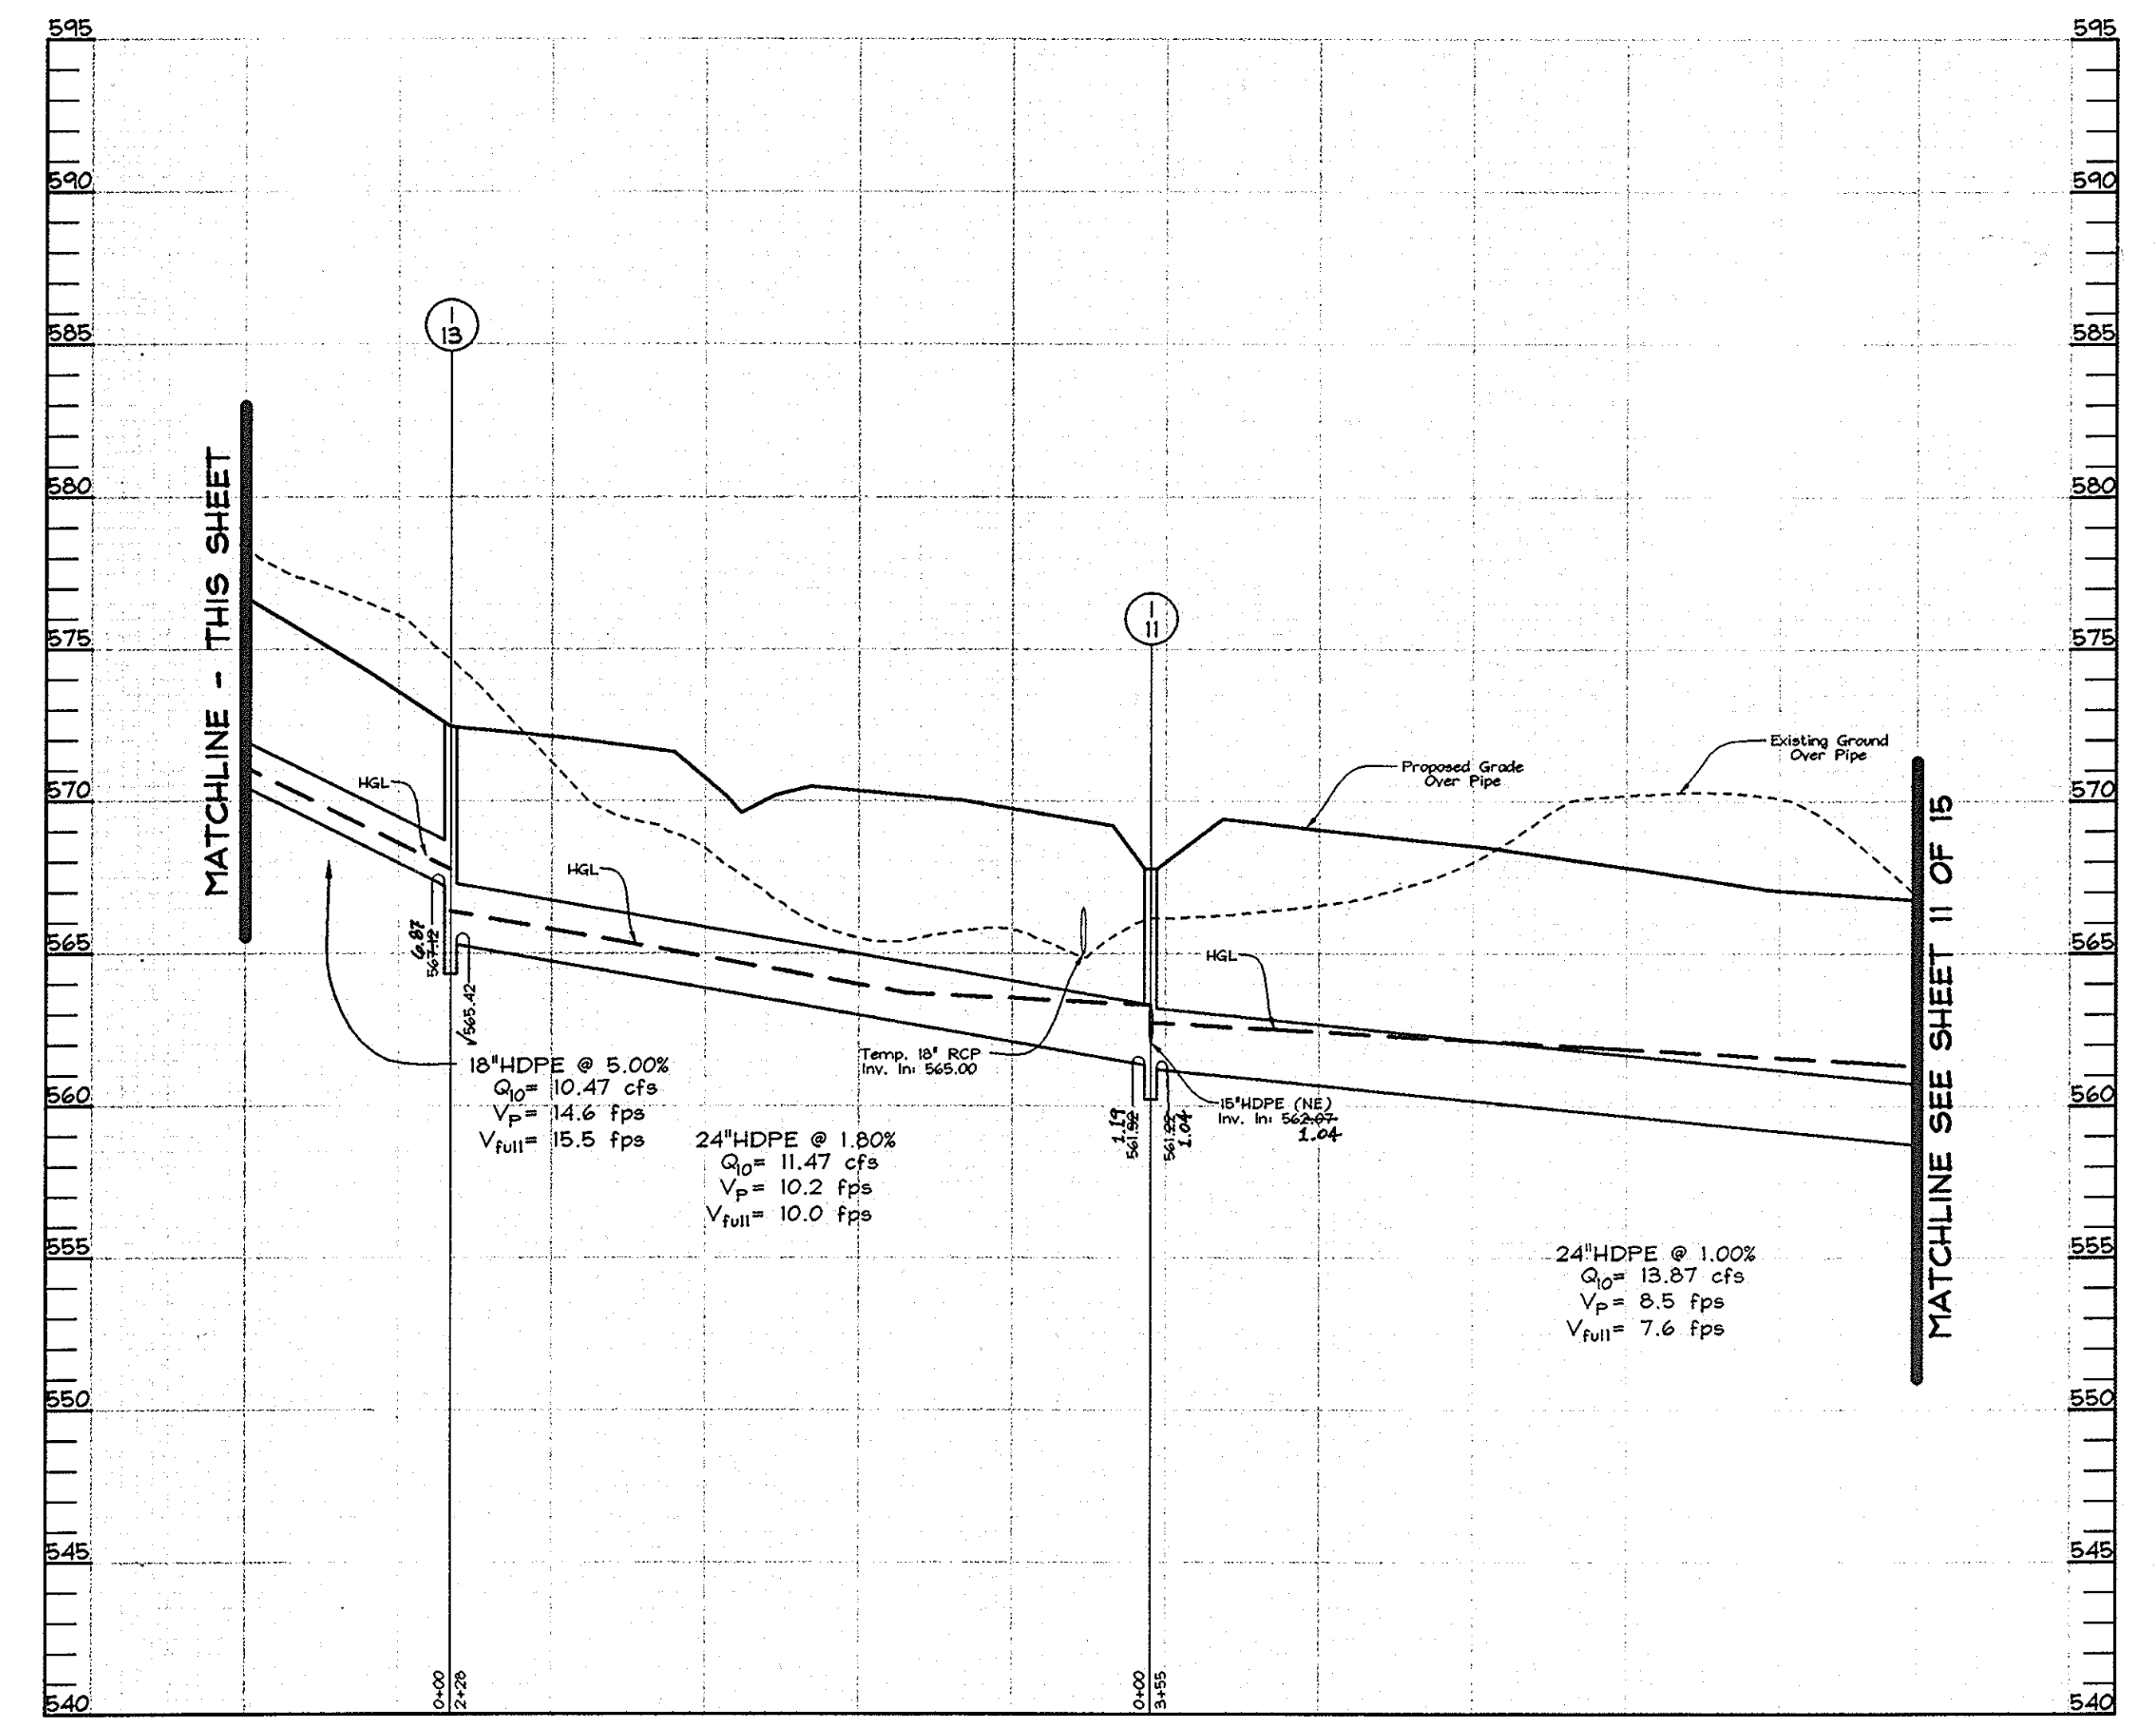 595
595
590
590
585
585
580
580
575
575
570
570
565
565
560
560
555
555
550
550
545
545
540
540
MATCHLINE - THIS SHEET
MATCHLINE SEE SHEET 11 OF 15
I
13
I
11
HGL
HGL
HGL
Existing Ground
Over Pipe
Proposed Grade
Over Pipe
6.87
567.12
√565.42
18"HDPE @ 5.00%
Q10= 10.47 cfs
VP= 14.6 fps
Vfull= 15.5 fps
24"HDPE @ 1.80%
Q10= 11.47 cfs
VP= 10.2 fps
Vfull= 10.0 fps
Temp. 18" RCP
Inv. In: 565.00
1.19
561.22
1.04
15"HDPE (NE)
Inv. In: 562.07
1.04
24"HDPE @ 1.00%
Q10= 13.87 cfs
VP= 8.5 fps
Vfull= 7.6 fps
0+00
2+28
0+00
3+55